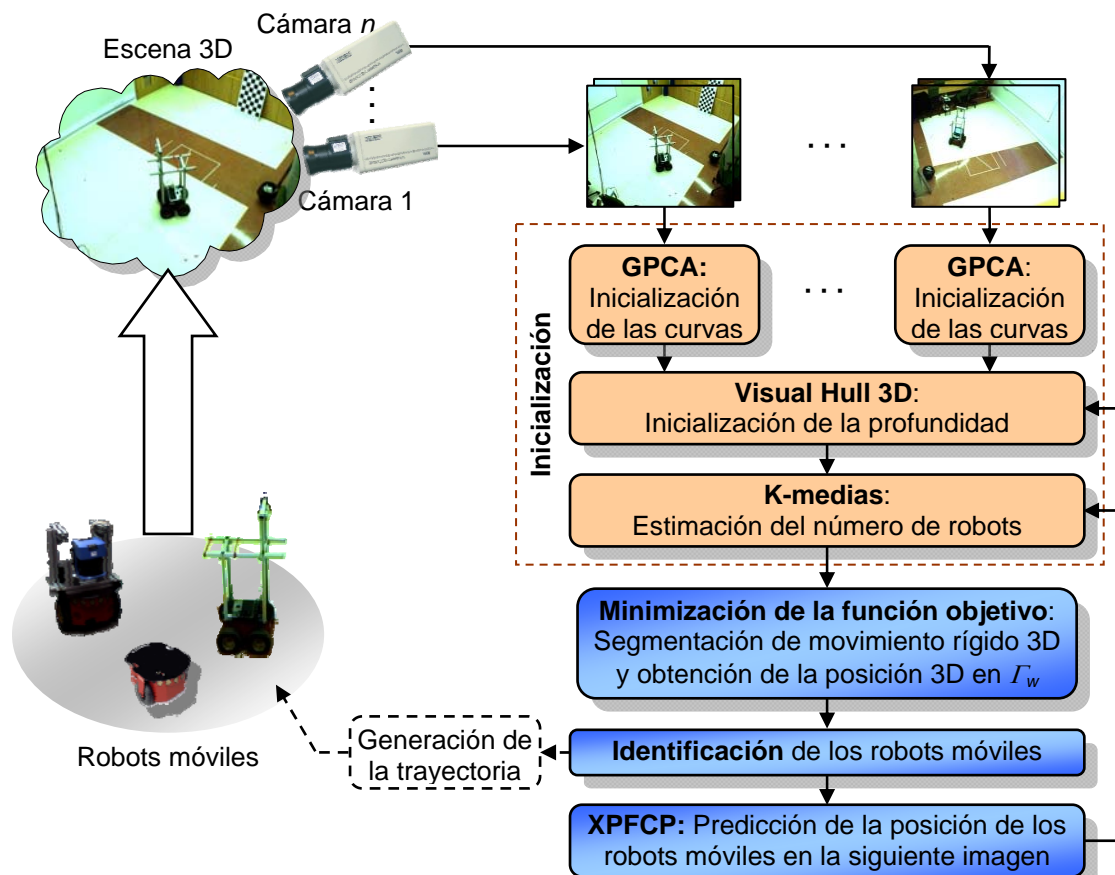 Cámara n
Escena 3D
Cámara 1
. . .
GPCA:
Inicialización
de las curvas
. . .
GPCA:
Inicialización
de las curvas
Inicialización
Visual Hull 3D:
Inicialización de la profundidad
K-medias:
Estimación del número de robots
Minimización de la función objetivo:
Segmentación de movimiento rígido 3D
y obtención de la posición 3D en Γw
Robots móviles
Generación de
la trayectoria
Identificación de los robots móviles
XPFCP: Predicción de la posición de los
robots móviles en la siguiente imagen